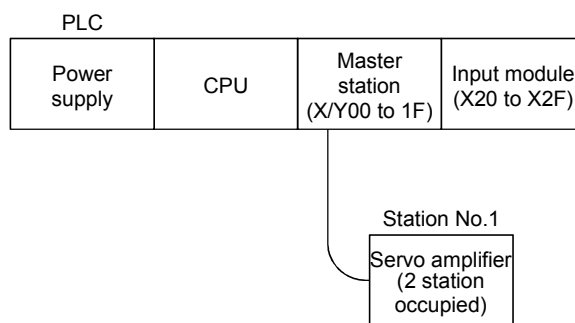 PLC
Power
supply
CPU
Master
station
(X/Y00 to 1F)
Input module
(X20 to X2F)
Station No.1
Servo amplifier
(2 station
occupied)